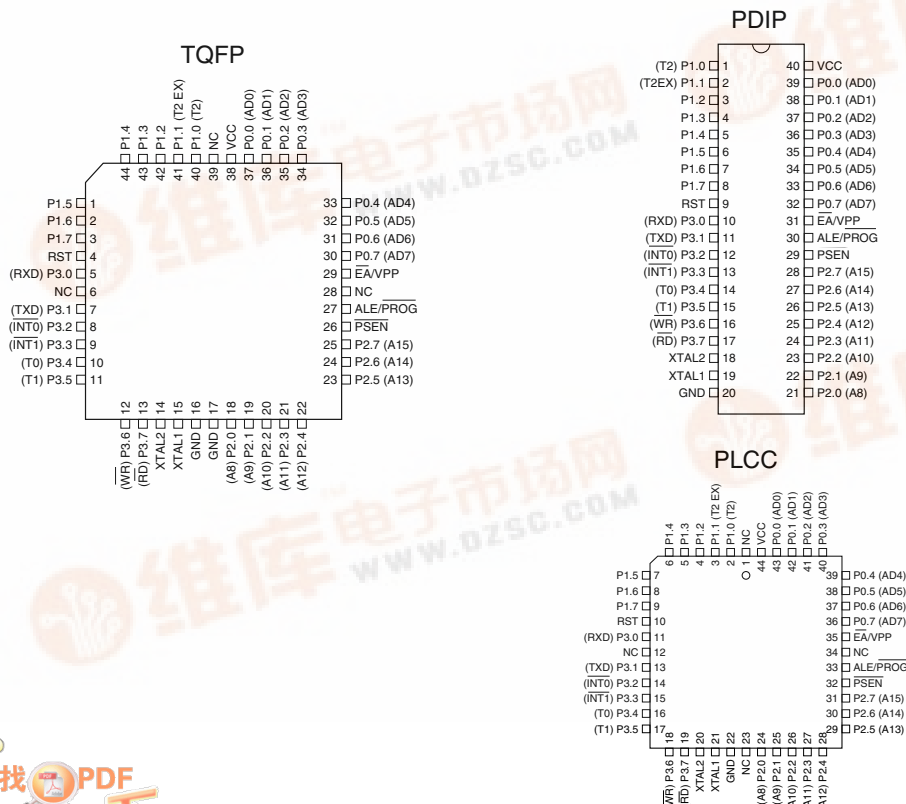 TQFP
P1.4
P1.3
P1.2
P1.1 (T2 EX)
P1.0 (T2)
NC
VCC
P0.0 (AD0)
P0.1 (AD1)
P0.2 (AD2)
P0.3 (AD3)
44 43 42 41 40 39 38 37 36 35 34
P1.5 1
P1.6 2
P1.7 3
RST 4
(RXD) P3.0 5
NC 6
(TXD) P3.1 7
(INT0) P3.2 8
(INT1) P3.3 9
(T0) P3.4 10
(T1) P3.5 11
33 P0.4 (AD4)
32 P0.5 (AD5)
31 P0.6 (AD6)
30 P0.7 (AD7)
29 EA/VPP
28 NC
27 ALE/PROG
26 PSEN
25 P2.7 (A15)
24 P2.6 (A14)
23 P2.5 (A13)
12 13 14 15 16 17 18 19 20 21 22
(WR) P3.6
(RD) P3.7
XTAL2
XTAL1
GND
GND
(A8) P2.0
(A9) P2.1
(A10) P2.2
(A11) P2.3
(A12) P2.4
PDIP
(T2) P1.0 1 40 VCC
(T2EX) P1.1 2 39 P0.0 (AD0)
P1.2 3 38 P0.1 (AD1)
P1.3 4 37 P0.2 (AD2)
P1.4 5 36 P0.3 (AD3)
P1.5 6 35 P0.4 (AD4)
P1.6 7 34 P0.5 (AD5)
P1.7 8 33 P0.6 (AD6)
RST 9 32 P0.7 (AD7)
(RXD) P3.0 10 31 EA/VPP
(TXD) P3.1 11 30 ALE/PROG
(INT0) P3.2 12 29 PSEN
(INT1) P3.3 13 28 P2.7 (A15)
(T0) P3.4 14 27 P2.6 (A14)
(T1) P3.5 15 26 P2.5 (A13)
(WR) P3.6 16 25 P2.4 (A12)
(RD) P3.7 17 24 P2.3 (A11)
XTAL2 18 23 P2.2 (A10)
XTAL1 19 22 P2.1 (A9)
GND 20 21 P2.0 (A8)
PLCC
P1.4
P1.3
P1.2
P1.1 (T2 EX)
P1.0 (T2)
NC
VCC
P0.0 (AD0)
P0.1 (AD1)
P0.2 (AD2)
P0.3 (AD3)
6 5 4 3 2 1 44 43 42 41 40
P1.5 7
P1.6 8
P1.7 9
RST 10
(RXD) P3.0 11
NC 12
(TXD) P3.1 13
(INT0) P3.2 14
(INT1) P3.3 15
(T0) P3.4 16
(T1) P3.5 17
39 P0.4 (AD4)
38 P0.5 (AD5)
37 P0.6 (AD6)
36 P0.7 (AD7)
35 EA/VPP
34 NC
33 ALE/PROG
32 PSEN
31 P2.7 (A15)
30 P2.6 (A14)
29 P2.5 (A13)
18 19 20 21 22 23 24 25 26 27 28
WR) P3.6
RD) P3.7
XTAL2
XTAL1
GND
NC
(A8) P2.0
(A9) P2.1
A10) P2.2
A11) P2.3
A12) P2.4
维库电子市场网
WWW.DZSC.COM
维库电子市场网
WWW.DZSC.COM
找 PDF